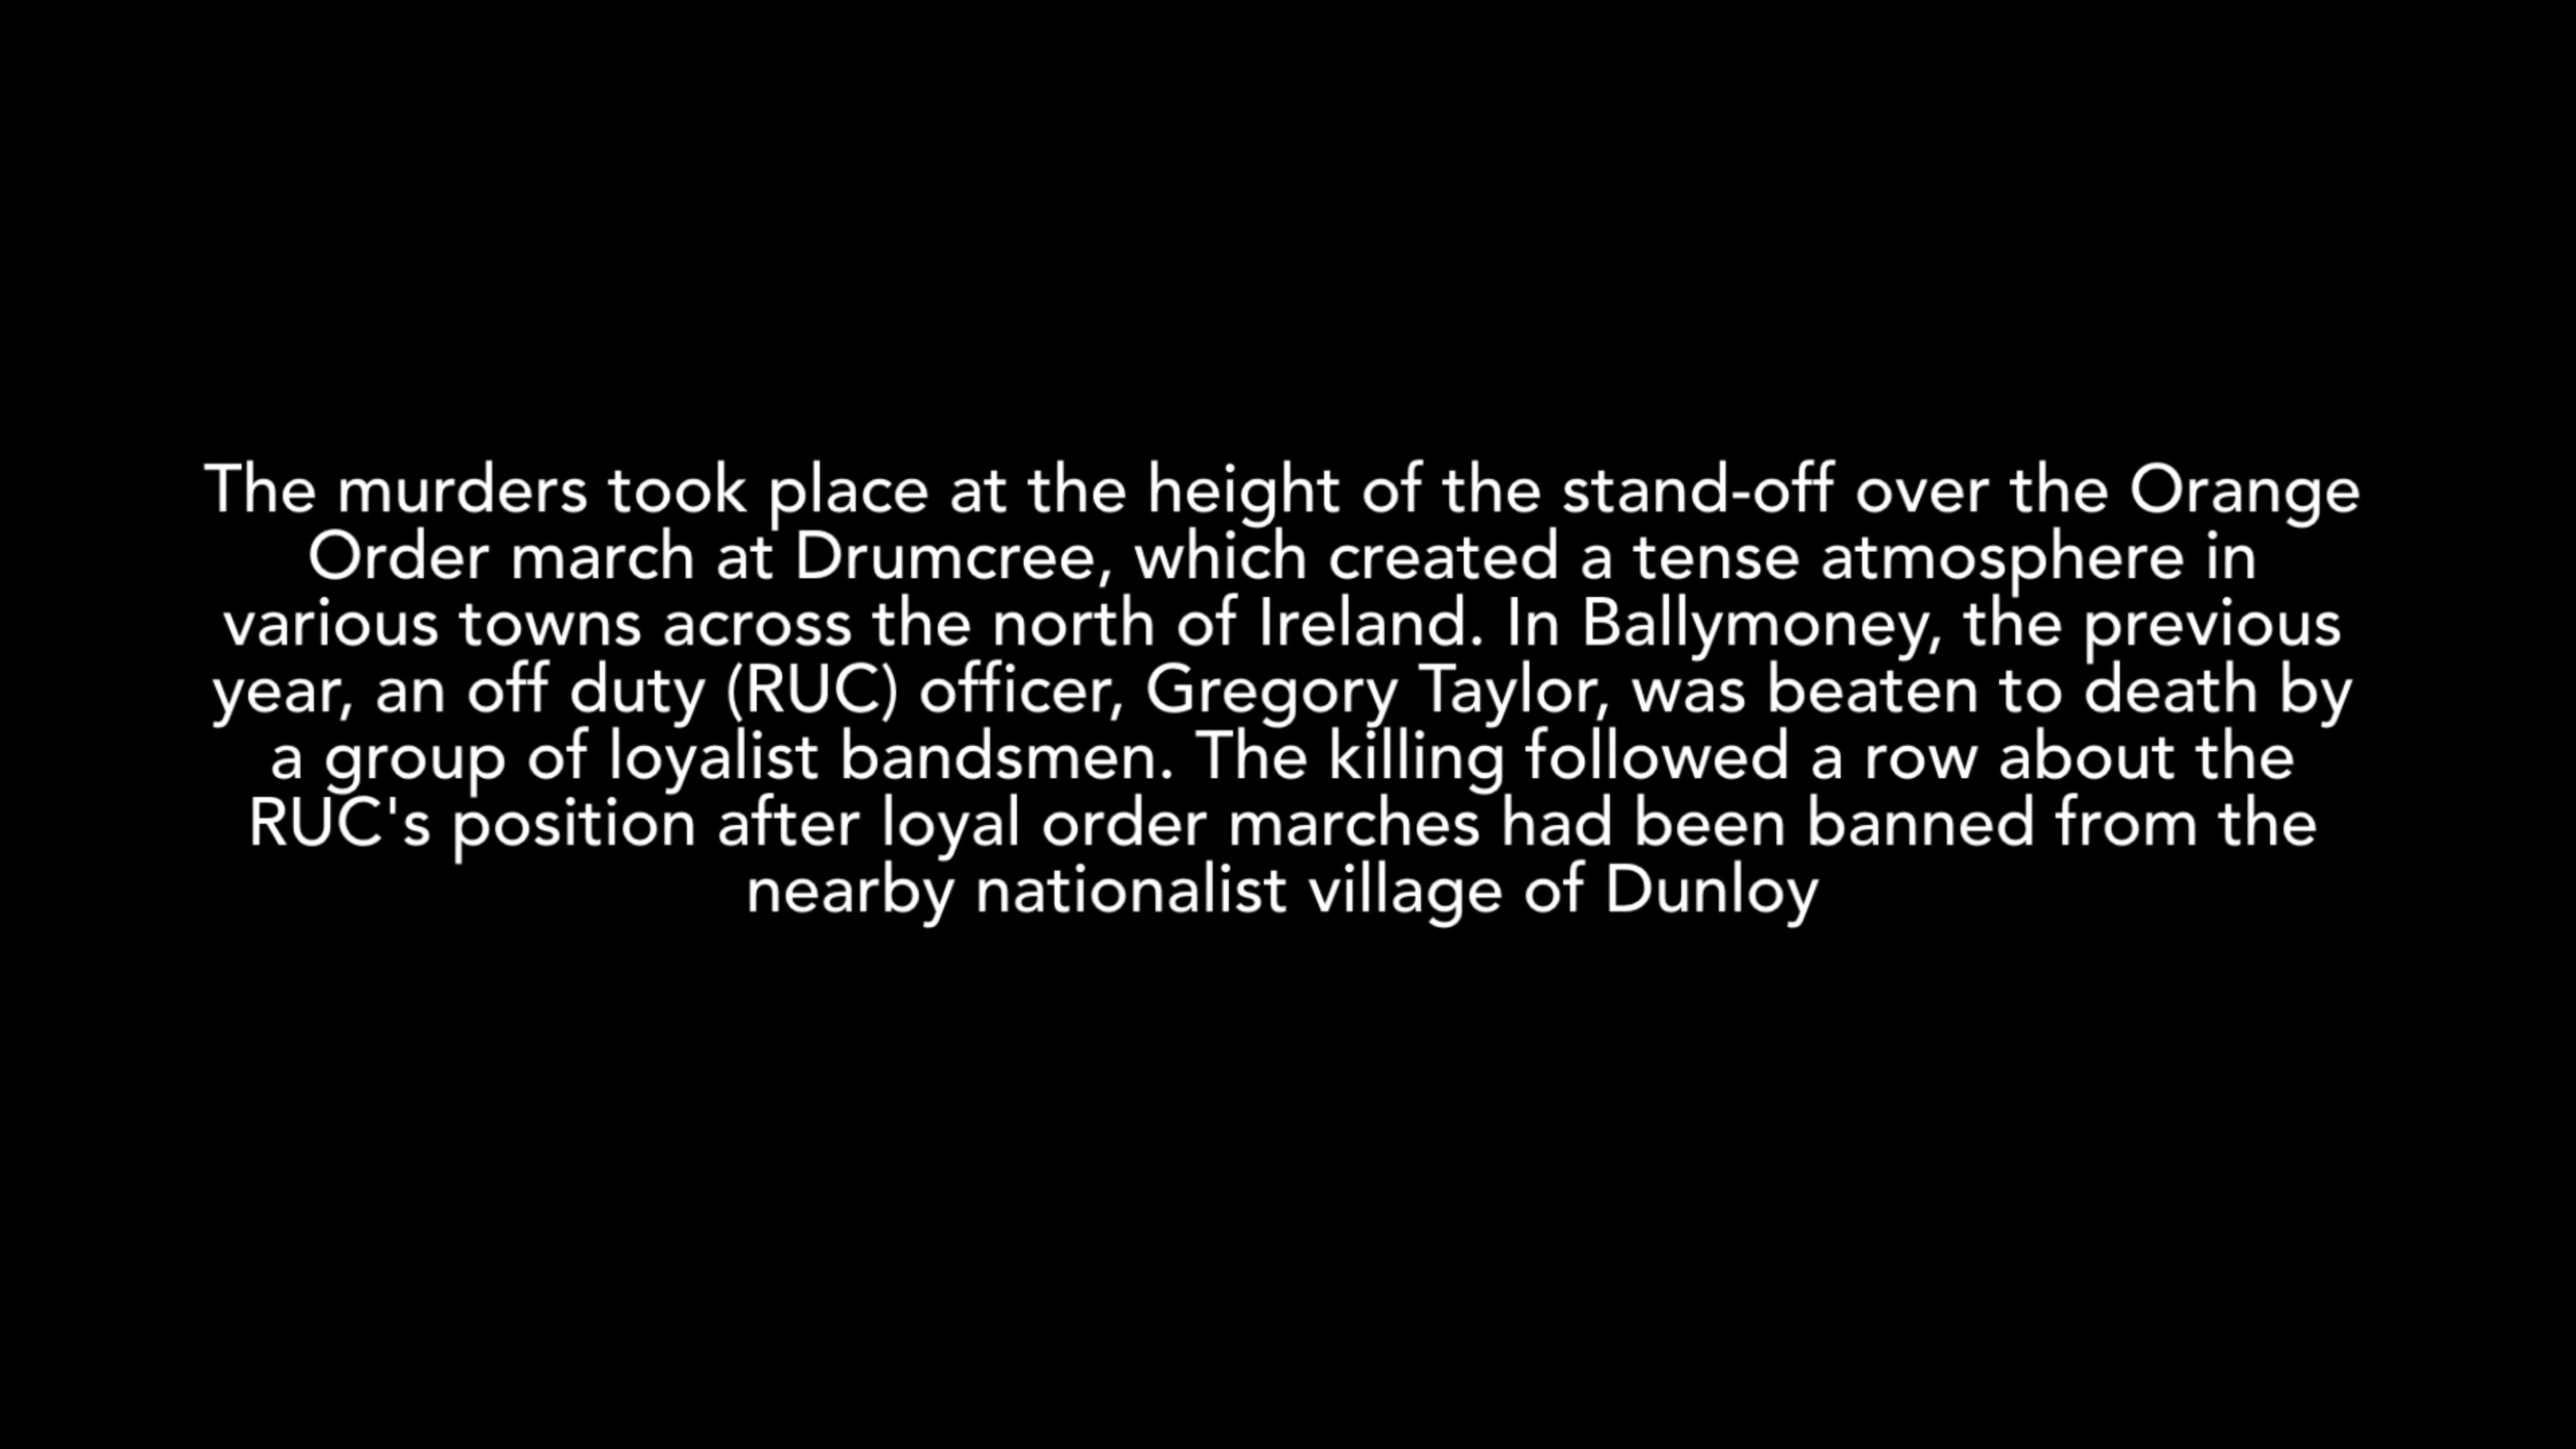 The murders took place at the height of the stand-off over the Orange
Order march at Drumcree, which created a tense atmosphere in
various towns across the north of Ireland. In Ballymoney, the previous
year, an off duty (RUC) officer, Gregory Taylor, was beaten to death by
a group of loyalist bandsmen. The killing followed a row about the
RUC's position after loyal order marches had been banned from the
nearby nationalist village of Dunloy